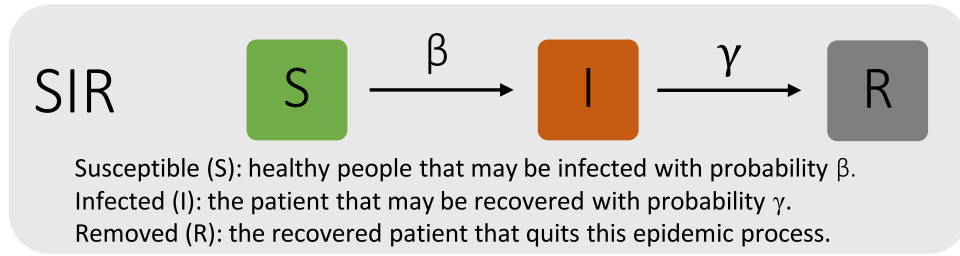 SIR S β I γ R
Susceptible (S): healthy people that may be infected with probability β.
Infected (I): the patient that may be recovered with probability γ.
Removed (R): the recovered patient that quits this epidemic process.